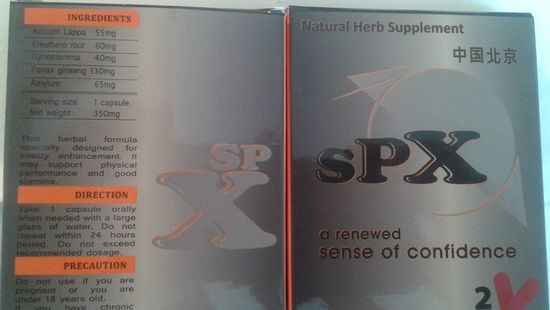 INGREDIENTS
Arlicum Lappa 55mg
Eleuthero root 60mg
Gynostemma 40mg
Panax ginseng 130mg
Amylum 65mg
Serving size 1 capsule
Net weight 350mg
This herbal formula
specially designed for
vitality enhancement. It
may support physical
performance and good
stamina.
DIRECTION
Take 1 capsule orally
when needed with a large
glass of water. Do not
repeat within 24 hours
period. Do not exceed
recommended dosage.
PRECAUTION
Do not use if you are
pregnant or you are
under 18 years old.
If you have chronic
SP
X
Natural Herb Supplement
中国北京
SPX
a renewed
sense of confidence
2